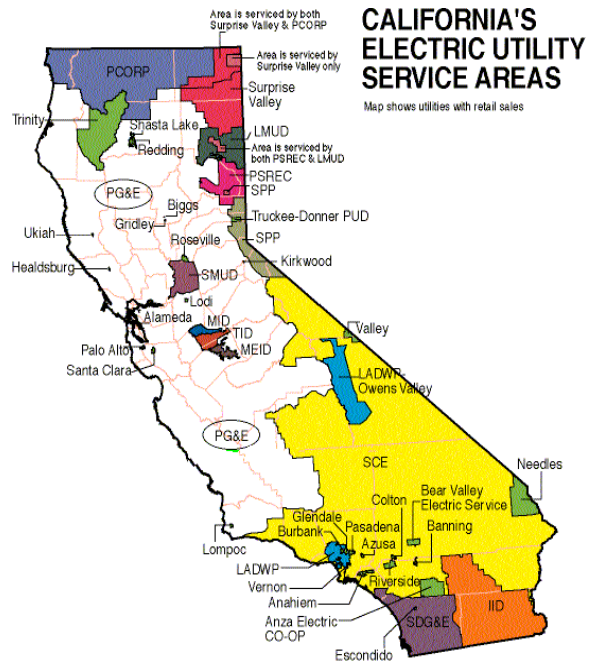 CALIFORNIA'S
ELECTRIC UTILITY
SERVICE AREAS
Map shows utilities with retail sales
Area is serviced by both
Surprise Valley & PCORP
Area is serviced by
Surprise Valley only
PCORP
Surprise
Valley
Trinity
Shasta Lake
Redding
LMUD
Area is serviced by
both PSREC & LMUD
PSREC
SPP
PG&E
Biggs
Gridley
Truckee-Donner PUD
Ukiah
Roseville
SPP
Healdsburg
Kirkwood
SMUD
Lodi
Alameda
MID
TID
Valley
Palo Alto
MEID
Santa Clara
LADWP-
Owens Valley
PG&E
SCE
Needles
Colton
Bear Valley
Electric Service
Glendale
Burbank
Pasadena
Banning
Azusa
Lompoc
LADWP
Vernon
Riverside
Anahiem
IID
Anza Electric
CO-OP
SDG&E
Escondido